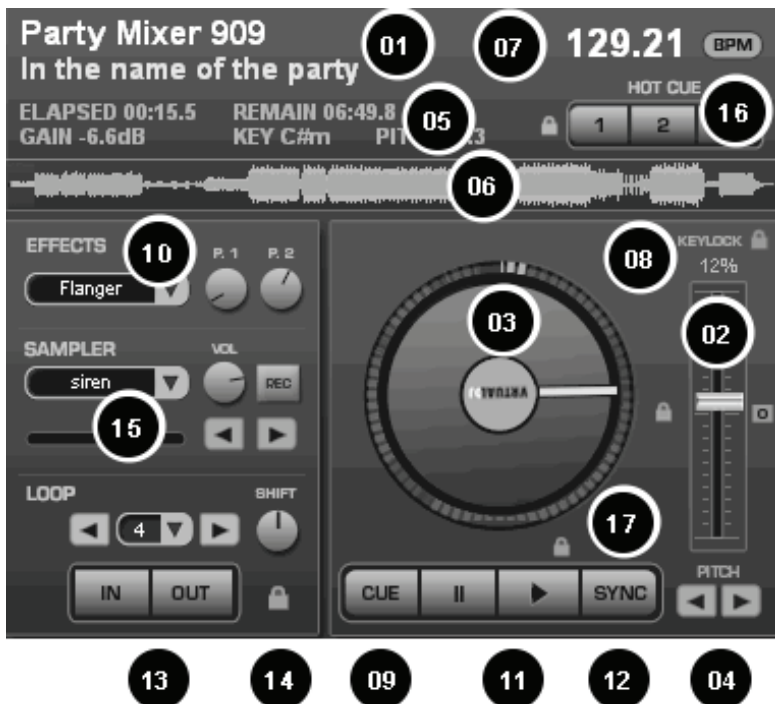 Party Mixer 909 01 07 129.21 BPM
In the name of the party
HOT CUE
ELAPSED 00:15.5 REMAIN 06:49.8 05 1 2 16
GAIN -6.6dB KEY C#m
06
EFFECTS 10 P. 1 P. 2 08 KEYLOCK
12%
Flanger 03 02
SAMPLER VOL
siren REC VIRTUALDJ
15 O
LOOP SHIFT 17
4
PITCH
IN OUT CUE SYNC
13 14 09 11 12 04